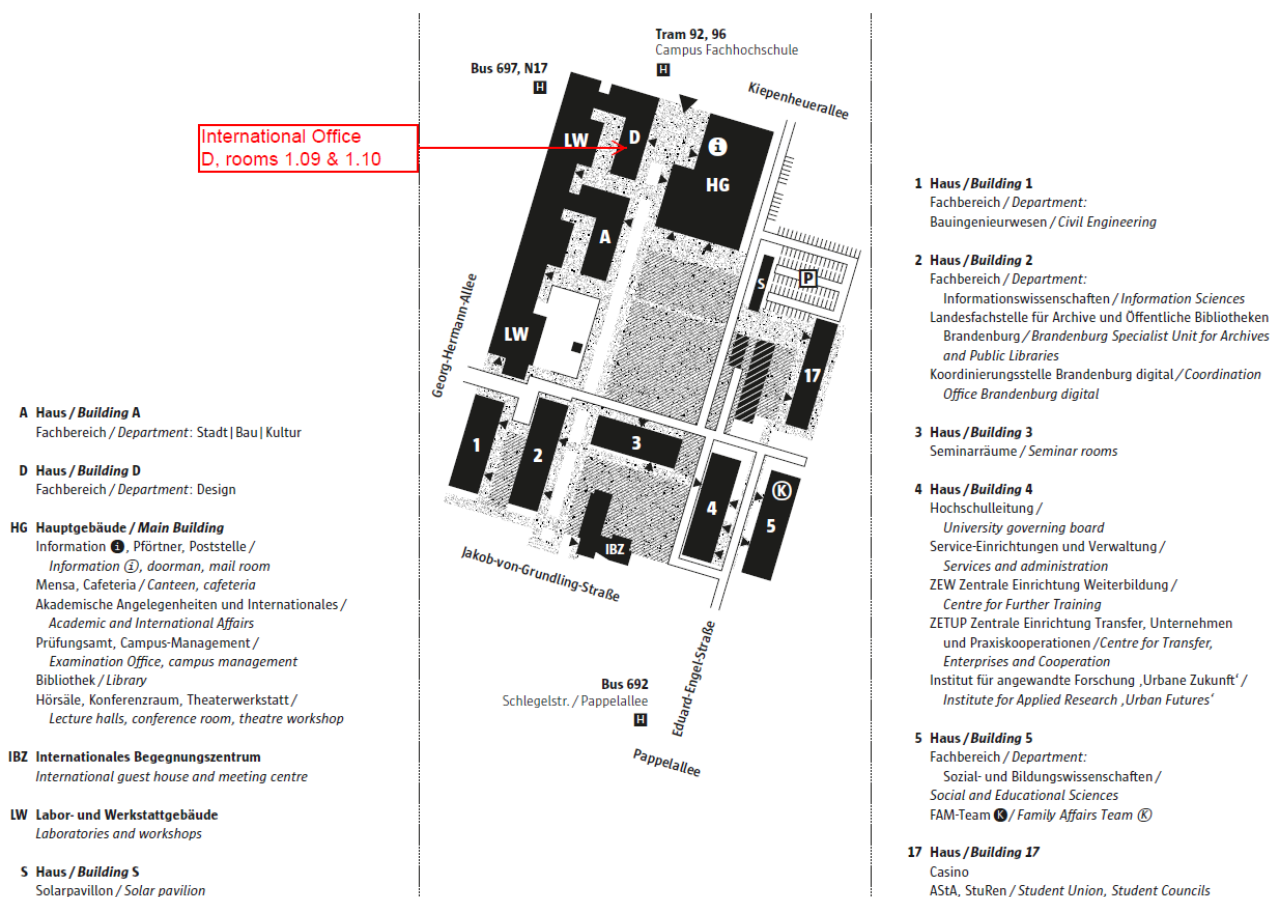 Tram 92, 96
Campus Fachhochschule
H
Bus 697, N17
H
Kiepenheuerallee
International Office
D, rooms 1.09 & 1.10
LW
D
i
HG
A
S
P
LW
17
Georg-Hermann-Allee
1
2
3
4
K
5
IBZ
Jakob-von-Grundling-Straße
Eduard-Engel-Straße
Bus 692
Schlegelstr. / Pappelallee
H
Pappelallee
A Haus / Building A
Fachbereich / Department: Stadt | Bau | Kultur
D Haus / Building D
Fachbereich / Department: Design
HG Hauptgebäude / Main Building
Information i, Pförtner, Poststelle /
Information i, doorman, mail room
Mensa, Cafeteria / Canteen, cafeteria
Akademische Angelegenheiten und Internationales /
Academic and International Affairs
Prüfungsamt, Campus-Management /
Examination Office, campus management
Bibliothek / Library
Hörsäle, Konferenzraum, Theaterwerkstatt /
Lecture halls, conference room, theatre workshop
IBZ Internationales Begegnungszentrum
International guest house and meeting centre
LW Labor- und Werkstattgebäude
Laboratories and workshops
S Haus / Building S
Solarpavillon / Solar pavilion
1 Haus / Building 1
Fachbereich / Department:
Bauingenieurwesen / Civil Engineering
2 Haus / Building 2
Fachbereich / Department:
Informationswissenschaften / Information Sciences
Landesfachstelle für Archive und Öffentliche Bibliotheken
Brandenburg / Brandenburg Specialist Unit for Archives
and Public Libraries
Koordinierungsstelle Brandenburg digital / Coordination
Office Brandenburg digital
3 Haus / Building 3
Seminarräume / Seminar rooms
4 Haus / Building 4
Hochschulleitung /
University governing board
Service-Einrichtungen und Verwaltung /
Services and administration
ZEW Zentrale Einrichtung Weiterbildung /
Centre for Further Training
ZETUP Zentrale Einrichtung Transfer, Unternehmen
und Praxiskooperationen / Centre for Transfer,
Enterprises and Cooperation
Institut für angewandte Forschung ‚Urbane Zukunft‘ /
Institute for Applied Research ‚Urban Futures‘
5 Haus / Building 5
Fachbereich / Department:
Sozial- und Bildungswissenschaften /
Social and Educational Sciences
FAM-Team K / Family Affairs Team K
17 Haus / Building 17
Casino
AStA, StuRen / Student Union, Student Councils